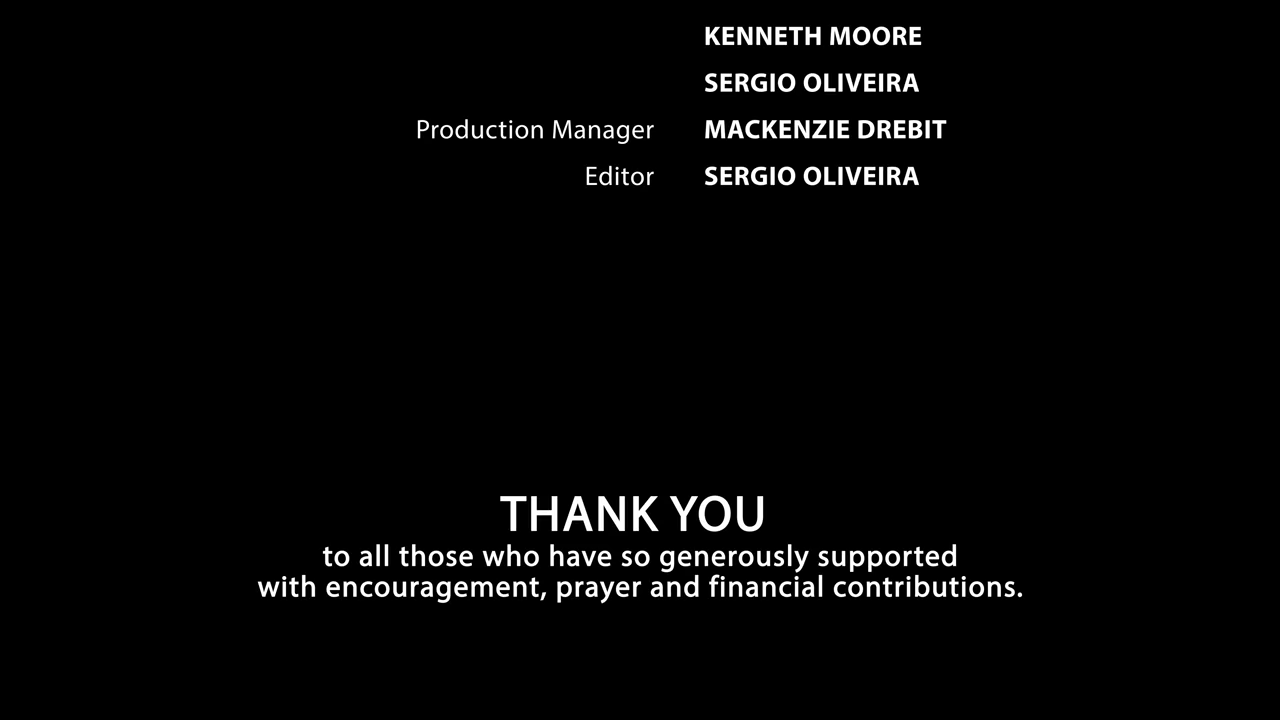 KENNETH MOORE
SERGIO OLIVEIRA
Production Manager MACKENZIE DREBIT
Editor SERGIO OLIVEIRA
THANK YOU
to all those who have so generously supported
with encouragement, prayer and financial contributions.